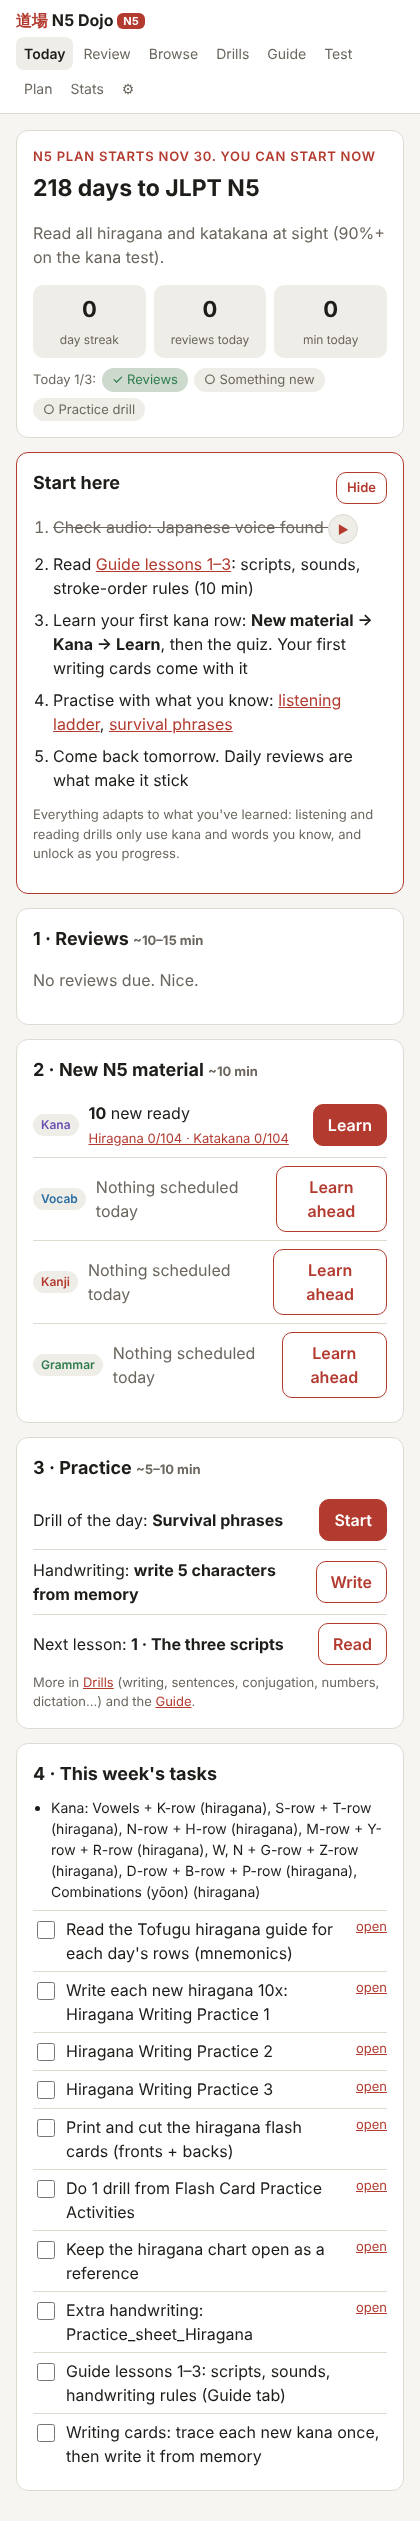 道場 N5 Dojo N5
Today Review Browse Drills Guide Test
Plan Stats ⚙
N5 PLAN STARTS NOV 30. YOU CAN START NOW
218 days to JLPT N5
Read all hiragana and katakana at sight (90%+
on the kana test).
0 0 0
day streak reviews today min today
Today 1/3: ✓ Reviews ○ Something new
○ Practice drill
Start here Hide
1. Check audio: Japanese voice found ▶
2. Read Guide lessons 1–3: scripts, sounds,
stroke-order rules (10 min)
3. Learn your first kana row: New material →
Kana → Learn, then the quiz. Your first
writing cards come with it
4. Practise with what you know: listening
ladder, survival phrases
5. Come back tomorrow. Daily reviews are
what make it stick
Everything adapts to what you've learned: listening and
reading drills only use kana and words you know, and
unlock as you progress.
1 · Reviews ~10–15 min
No reviews due. Nice.
2 · New N5 material ~10 min
Kana 10 new ready Learn
Hiragana 0/104 · Katakana 0/104
Vocab Nothing scheduled today Learn ahead
Kanji Nothing scheduled today Learn ahead
Grammar Nothing scheduled today Learn ahead
3 · Practice ~5–10 min
Drill of the day: Survival phrases Start
Handwriting: write 5 characters
from memory Write
Next lesson: 1 · The three scripts Read
More in Drills (writing, sentences, conjugation, numbers,
dictation...) and the Guide.
4 · This week's tasks
• Kana: Vowels + K-row (hiragana), S-row + T-row
(hiragana), N-row + H-row (hiragana), M-row + Y-
row + R-row (hiragana), W, N + G-row + Z-row
(hiragana), D-row + B-row + P-row (hiragana),
Combinations (yōon) (hiragana)
Read the Tofugu hiragana guide for open
each day's rows (mnemonics)
Write each new hiragana 10x: open
Hiragana Writing Practice 1
Hiragana Writing Practice 2 open
Hiragana Writing Practice 3 open
Print and cut the hiragana flash open
cards (fronts + backs)
Do 1 drill from Flash Card Practice open
Activities
Keep the hiragana chart open as a open
reference
Extra handwriting: open
Practice_sheet_Hiragana
Guide lessons 1–3: scripts, sounds,
handwriting rules (Guide tab)
Writing cards: trace each new kana once,
then write it from memory